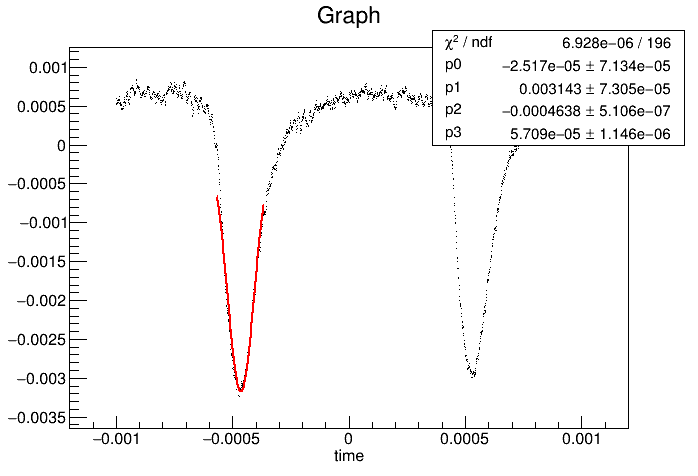 Graph
χ² / ndf 6.928e−06 / 196
p0 −2.517e−05 ± 7.134e−05
p1 0.003143 ± 7.305e−05
p2 −0.0004638 ± 5.106e−07
p3 5.709e−05 ± 1.146e−06
0.001
0.0005
0
−0.0005
−0.001
−0.0015
−0.002
−0.0025
−0.003
−0.0035
−0.001 −0.0005 0 0.0005 0.001
time